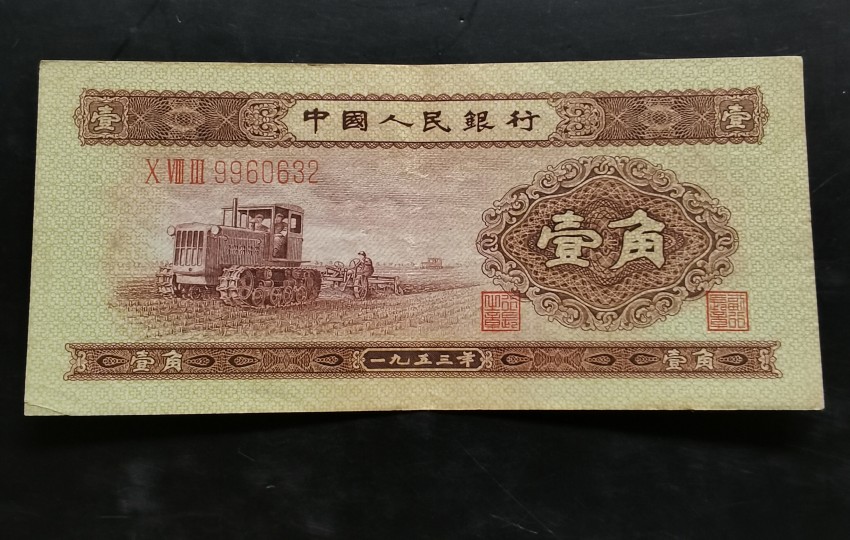 壹 中國人民銀行 壹
X VIII III 9960632
壹角
壹角 一九五三年 壹角